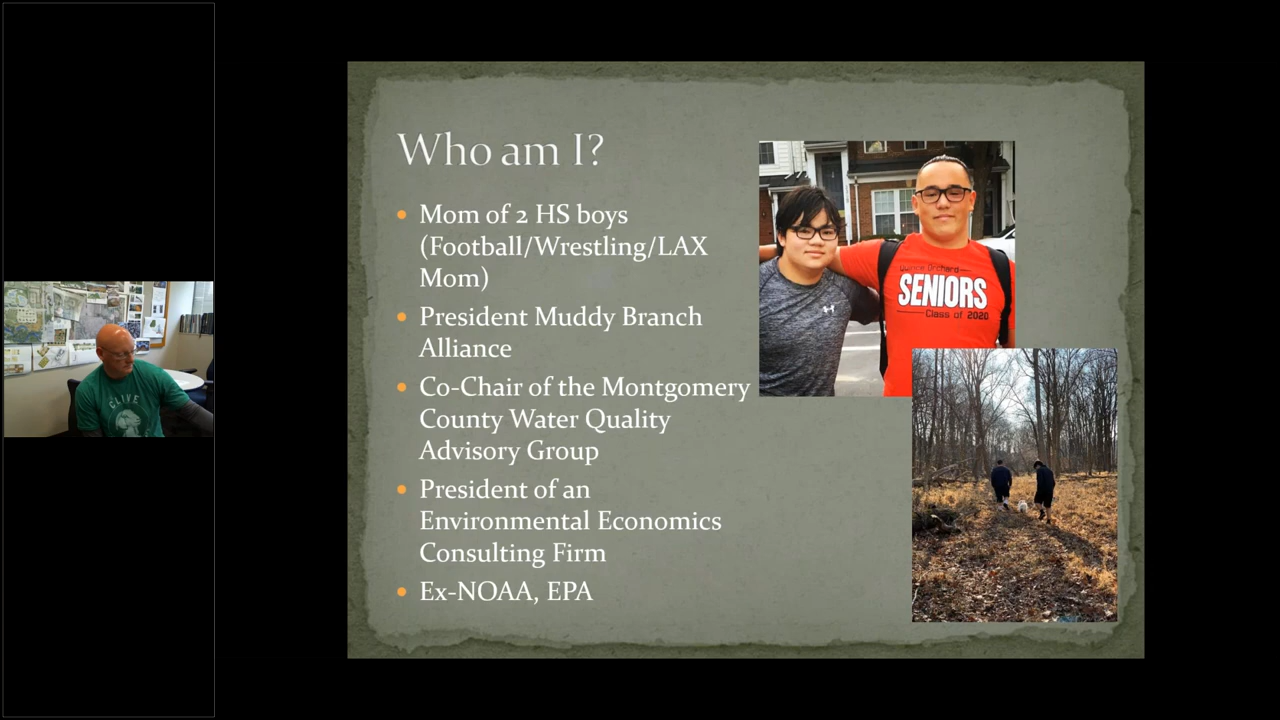 Who am I?
Mom of 2 HS boys
(Football/Wrestling/LAX
Mom)
President Muddy Branch
Alliance
Co-Chair of the Montgomery
County Water Quality
Advisory Group
President of an
Environmental Economics
Consulting Firm
Ex-NOAA, EPA
Quince Orchard
SENIORS
Class of 2020
CLIVE